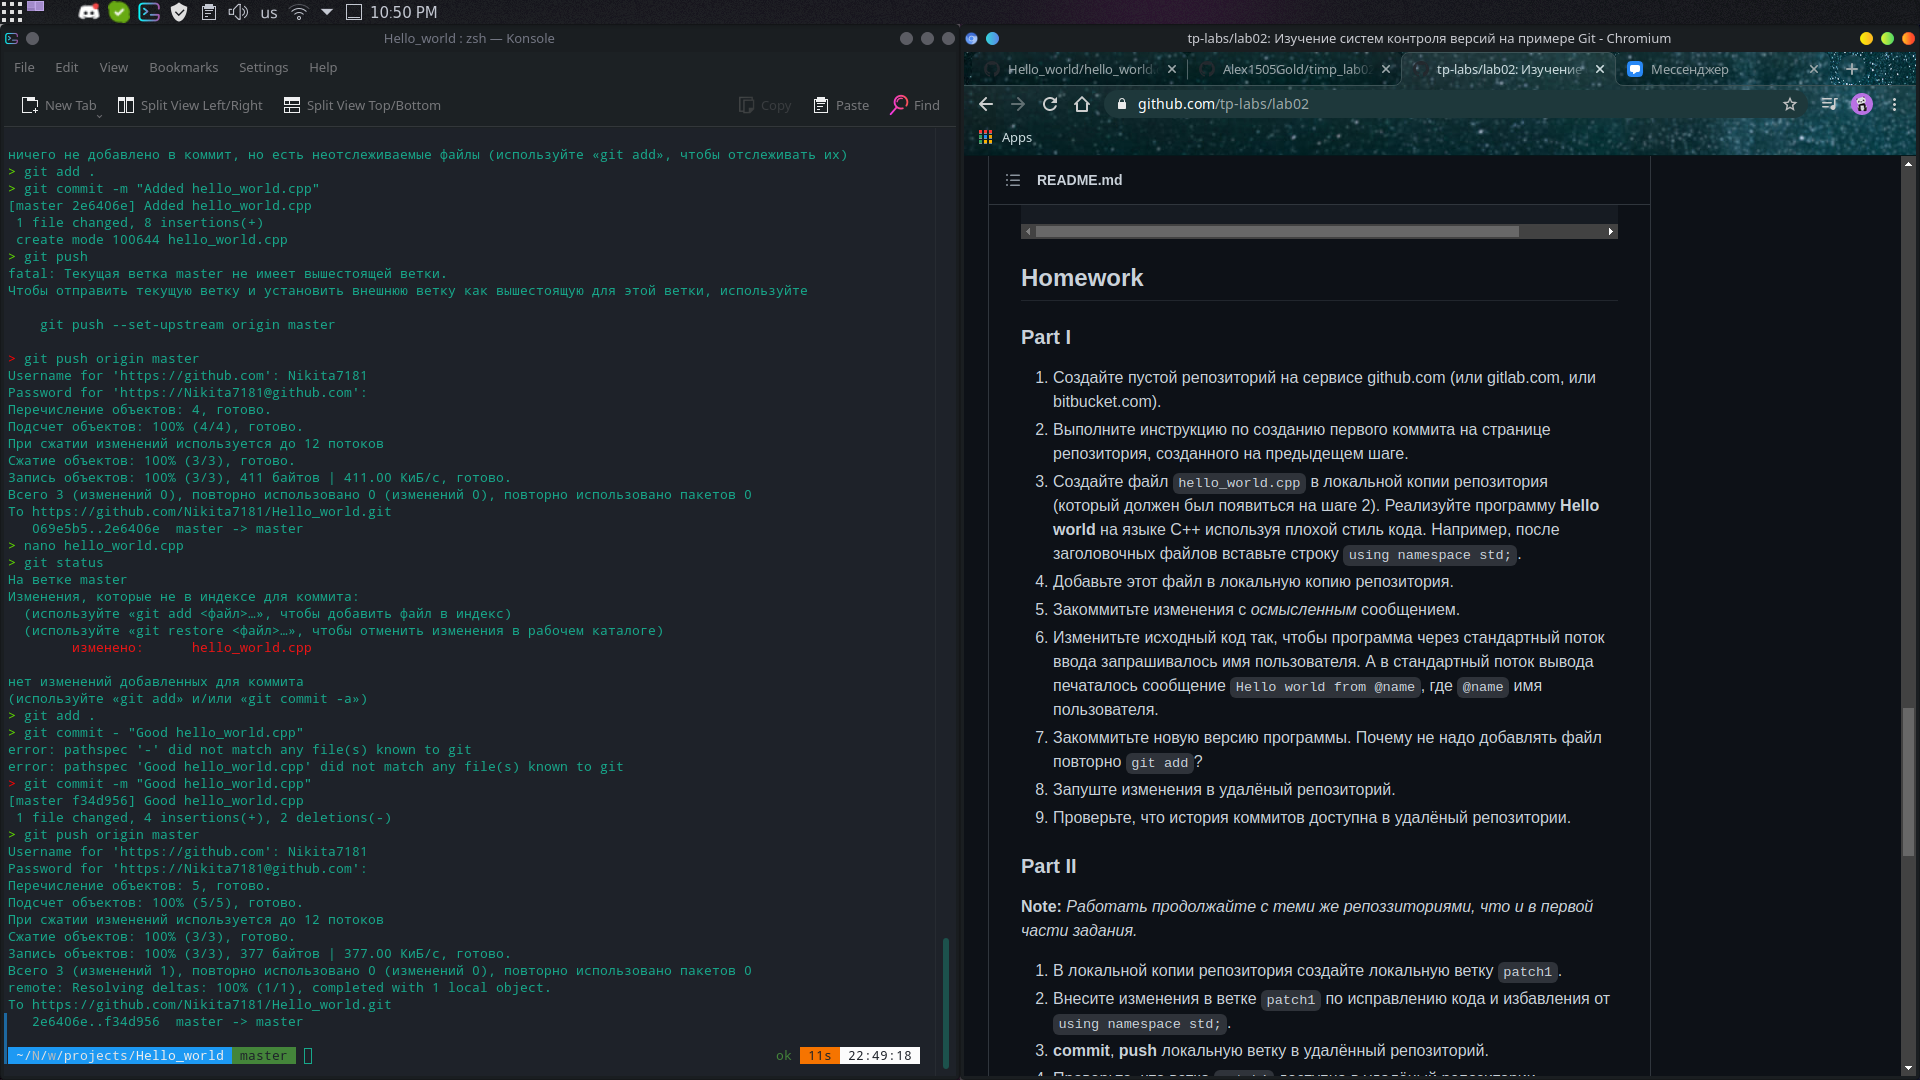 us
10:50 PM
Hello_world : zsh — Konsole
File Edit View Bookmarks Settings Help
New Tab Split View Left/Right Split View Top/Bottom Copy Paste Find
ничего не добавлено в коммит, но есть неотслеживаемые файлы (используйте «git add», чтобы отслеживать их)
> git add .
> git commit -m "Added hello_world.cpp"
[master 2e6406e] Added hello_world.cpp
1 file changed, 8 insertions(+)
create mode 100644 hello_world.cpp
> git push
fatal: Текущая ветка master не имеет вышестоящей ветки.
Чтобы отправить текущую ветку и установить внешнюю ветку как вышестоящую для этой ветки, используйте
git push --set-upstream origin master
> git push origin master
Username for 'https://github.com': Nikita7181
Password for 'https://Nikita7181@github.com':
Перечисление объектов: 4, готово.
Подсчет объектов: 100% (4/4), готово.
При сжатии изменений используется до 12 потоков
Сжатие объектов: 100% (3/3), готово.
Запись объектов: 100% (3/3), 411 байтов | 411.00 КиБ/с, готово.
Всего 3 (изменений 0), повторно использовано 0 (изменений 0), повторно использовано пакетов 0
To https://github.com/Nikita7181/Hello_world.git
069e5b5..2e6406e master -> master
> nano hello_world.cpp
> git status
На ветке master
Изменения, которые не в индексе для коммита:
(используйте «git add <файл>…», чтобы добавить файл в индекс)
(используйте «git restore <файл>…», чтобы отменить изменения в рабочем каталоге)
изменено: hello_world.cpp
нет изменений добавленных для коммита
(используйте «git add» и/или «git commit -a»)
> git add .
> git commit - "Good hello_world.cpp"
error: pathspec '-' did not match any file(s) known to git
error: pathspec 'Good hello_world.cpp' did not match any file(s) known to git
> git commit -m "Good hello_world.cpp"
[master f34d956] Good hello_world.cpp
1 file changed, 4 insertions(+), 2 deletions(-)
> git push origin master
Username for 'https://github.com': Nikita7181
Password for 'https://Nikita7181@github.com':
Перечисление объектов: 5, готово.
Подсчет объектов: 100% (5/5), готово.
При сжатии изменений используется до 12 потоков
Сжатие объектов: 100% (3/3), готово.
Запись объектов: 100% (3/3), 377 байтов | 377.00 КиБ/с, готово.
Всего 3 (изменений 1), повторно использовано 0 (изменений 0), повторно использовано пакетов 0
remote: Resolving deltas: 100% (1/1), completed with 1 local object.
To https://github.com/Nikita7181/Hello_world.git
2e6406e..f34d956 master -> master
~/N/w/projects/Hello_world master ok 11s 22:49:18
tp-labs/lab02: Изучение систем контроля версий на примере Git - Chromium
Hello_world/hello_world. Alex1505Gold/timp_lab02 tp-labs/lab02: Изучение Мессенджер
github.com/tp-labs/lab02
Apps
README.md
Homework
Part I
1. Создайте пустой репозиторий на сервисе github.com (или gitlab.com, или
bitbucket.com).
2. Выполните инструкцию по созданию первого коммита на странице
репозитория, созданного на предыдещем шаге.
3. Создайте файл hello_world.cpp в локальной копии репозитория
(который должен был появиться на шаге 2). Реализуйте программу Hello
world на языке C++ используя плохой стиль кода. Например, после
заголовочных файлов вставьте строку using namespace std;.
4. Добавьте этот файл в локальную копию репозитория.
5. Закоммитьте изменения с осмысленным сообщением.
6. Изменитьте исходный код так, чтобы программа через стандартный поток
ввода запрашивалось имя пользователя. А в стандартный поток вывода
печаталось сообщение Hello world from @name, где @name имя
пользователя.
7. Закоммитьте новую версию программы. Почему не надо добавлять файл
повторно git add?
8. Запуште изменения в удалёный репозиторий.
9. Проверьте, что история коммитов доступна в удалёный репозитории.
Part II
Note: Работать продолжайте с теми же репоззиториями, что и в первой
части задания.
1. В локальной копии репозитория создайте локальную ветку patch1.
2. Внесите изменения в ветке patch1 по исправлению кода и избавления от
using namespace std;.
3. commit, push локальную ветку в удалённый репозиторий.